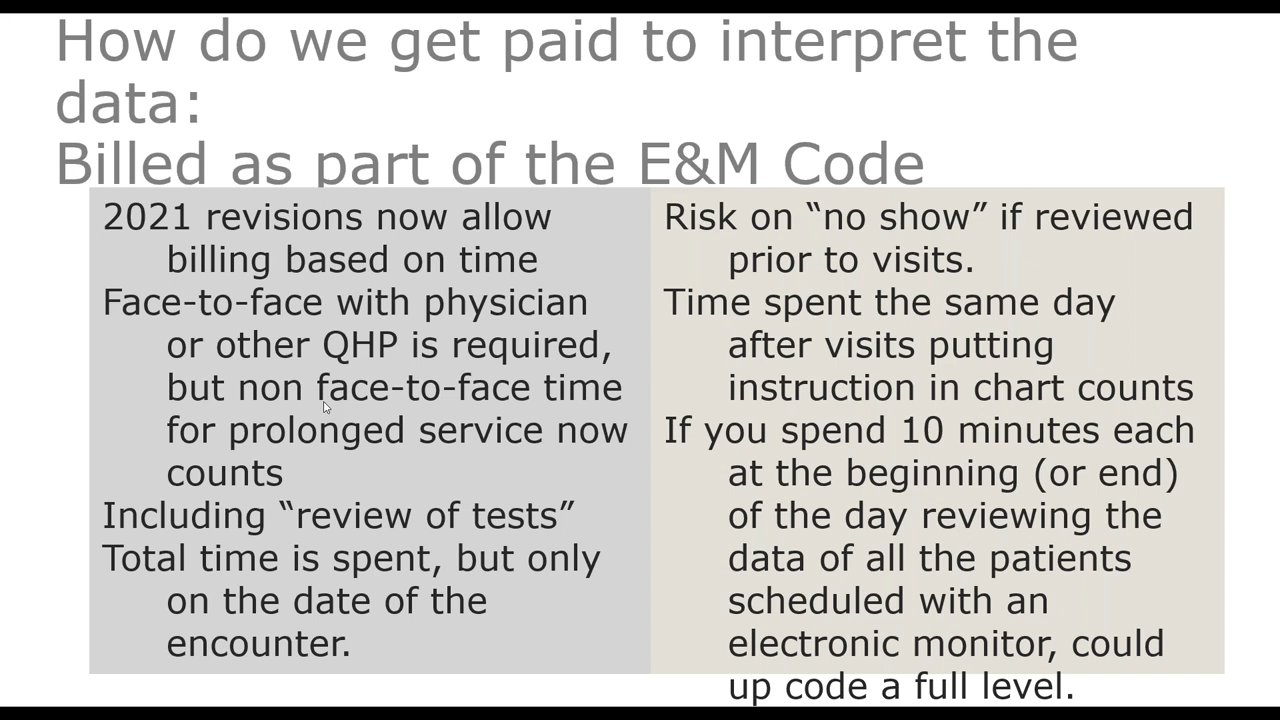 How do we get paid to interpret the
data:
Billed as part of the E&M Code
2021 revisions now allow
billing based on time
Face-to-face with physician
or other QHP is required,
but non face-to-face time
for prolonged service now
counts
Including “review of tests”
Total time is spent, but only
on the date of the
encounter.
Risk on “no show” if reviewed
prior to visits.
Time spent the same day
after visits putting
instruction in chart counts
If you spend 10 minutes each
at the beginning (or end)
of the day reviewing the
data of all the patients
scheduled with an
electronic monitor, could
up code a full level.